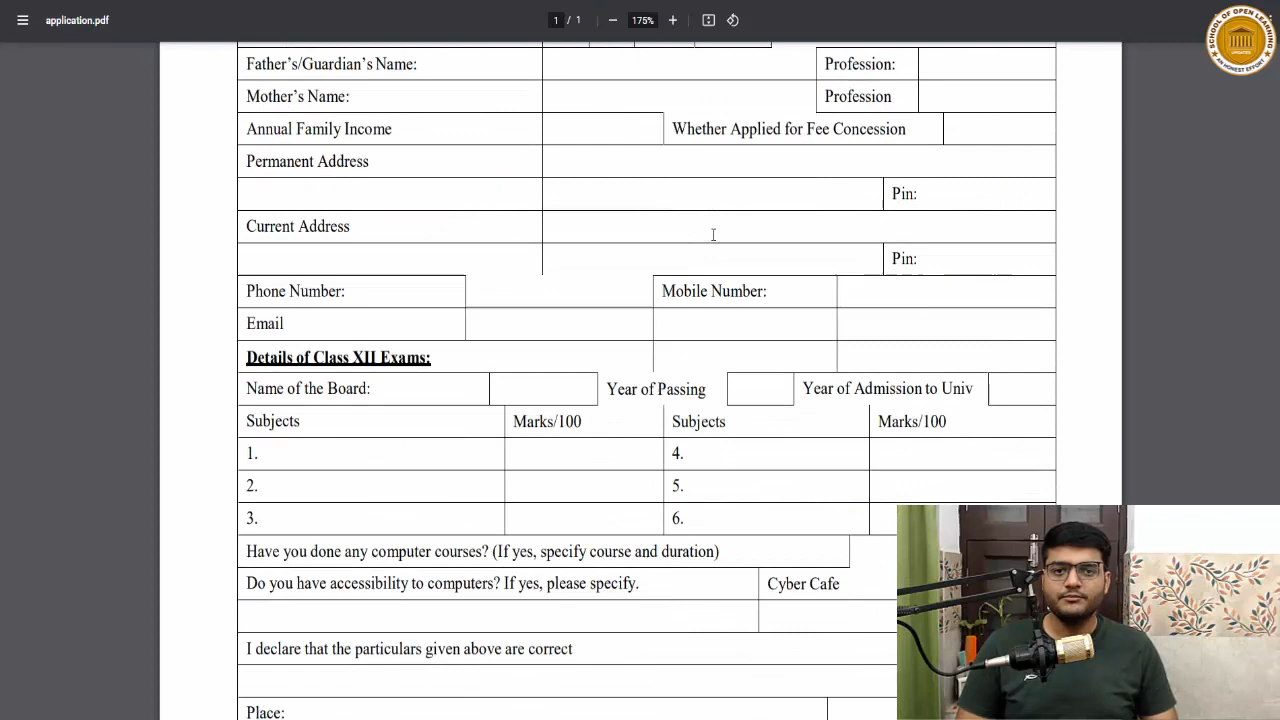 application.pdf
1 / 1
175%
SCHOOL OF OPEN LEARNING
UPDATES
AN HONEST EFFORT
Father's/Guardian's Name:
Profession:
Mother's Name:
Profession
Annual Family Income
Whether Applied for Fee Concession
Permanent Address
Pin:
Current Address
Pin:
Phone Number:
Mobile Number:
Email
Details of Class XII Exams:
Name of the Board:
Year of Passing
Year of Admission to Univ
Subjects
Marks/100
Subjects
Marks/100
1.
4.
2.
5.
3.
6.
Have you done any computer courses? (If yes, specify course and duration)
Do you have accessibility to computers? If yes, please specify.
Cyber Cafe
I declare that the particulars given above are correct
Place: